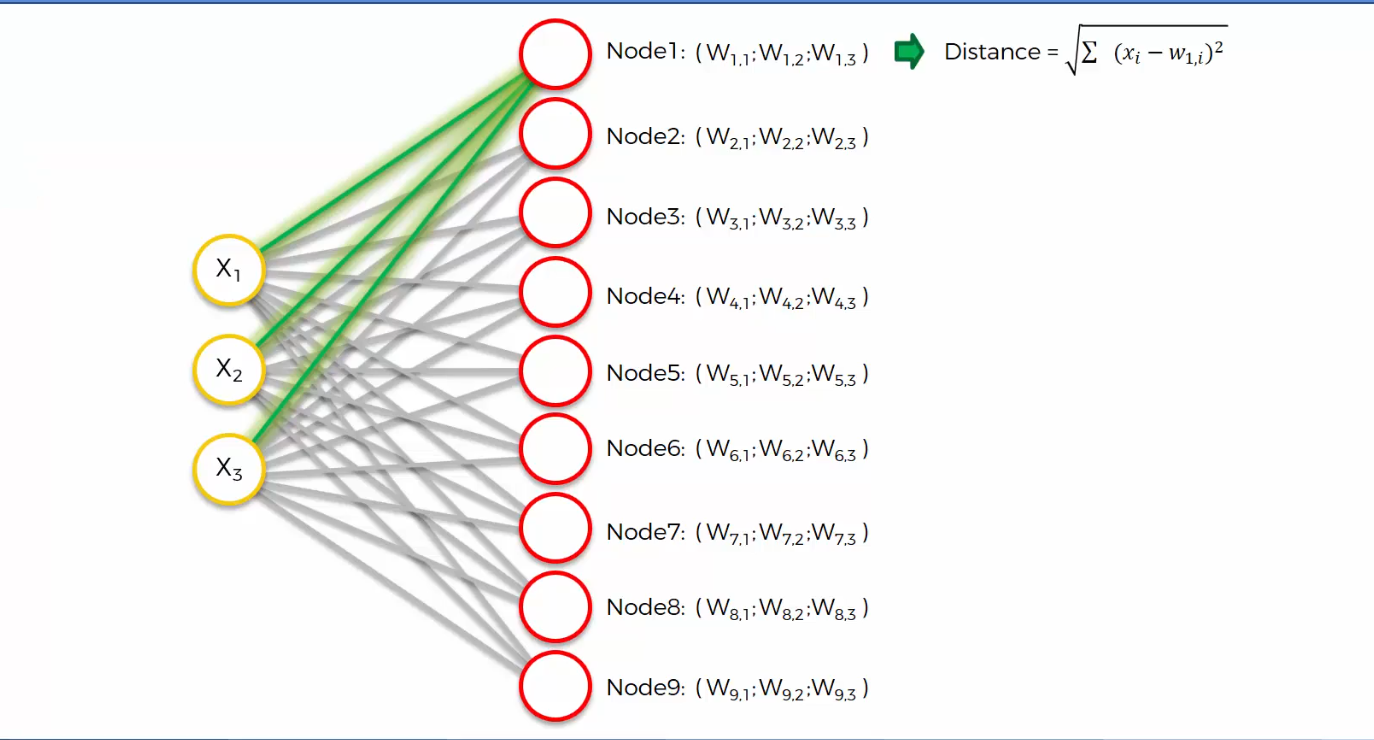 Node1: ( W1,1 ; W1,2 ; W1,3 ) Distance = √Σ (xi − w1,i)²
Node2: ( W2,1 ; W2,2 ; W2,3 )
Node3: ( W3,1 ; W3,2 ; W3,3 )
X1
Node4: ( W4,1 ; W4,2 ; W4,3 )
X2
Node5: ( W5,1 ; W5,2 ; W5,3 )
Node6: ( W6,1 ; W6,2 ; W6,3 )
X3
Node7: ( W7,1 ; W7,2 ; W7,3 )
Node8: ( W8,1 ; W8,2 ; W8,3 )
Node9: ( W9,1 ; W9,2 ; W9,3 )